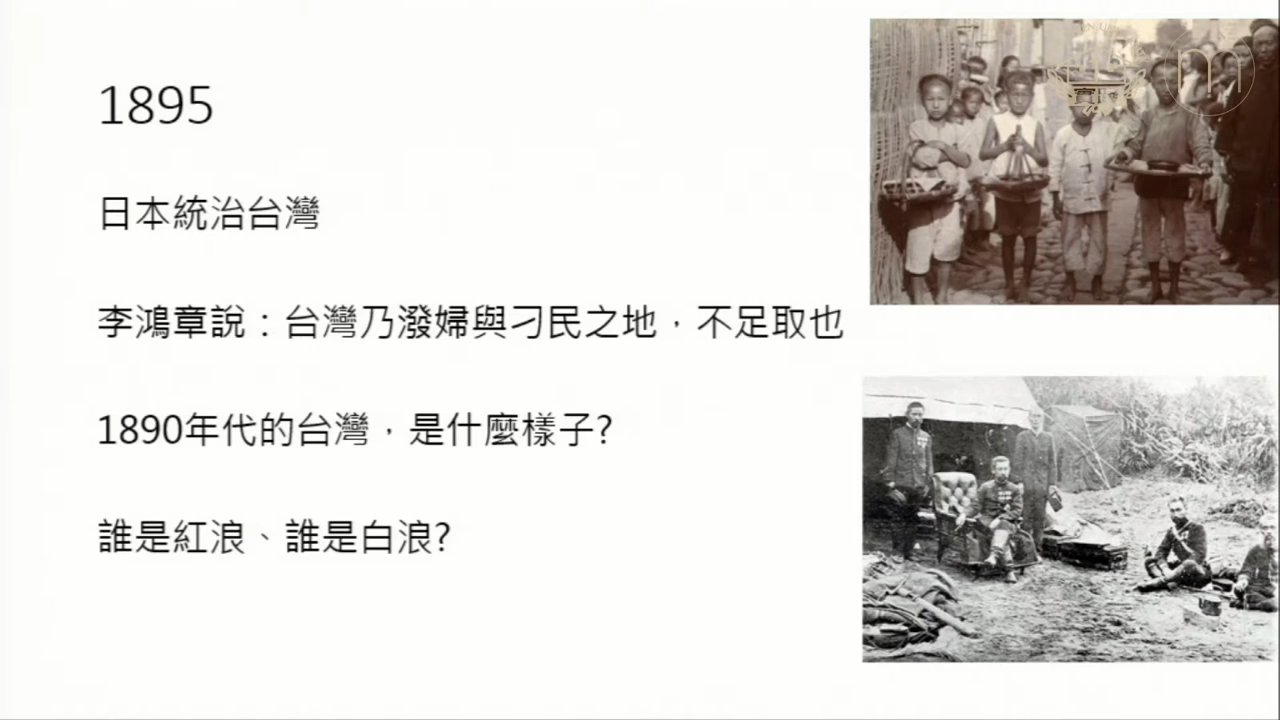 1895
日本統治台灣
李鴻章說：台灣乃潑婦與刁民之地，不足取也
1890年代的台灣，是什麼樣子?
誰是紅浪、誰是白浪?